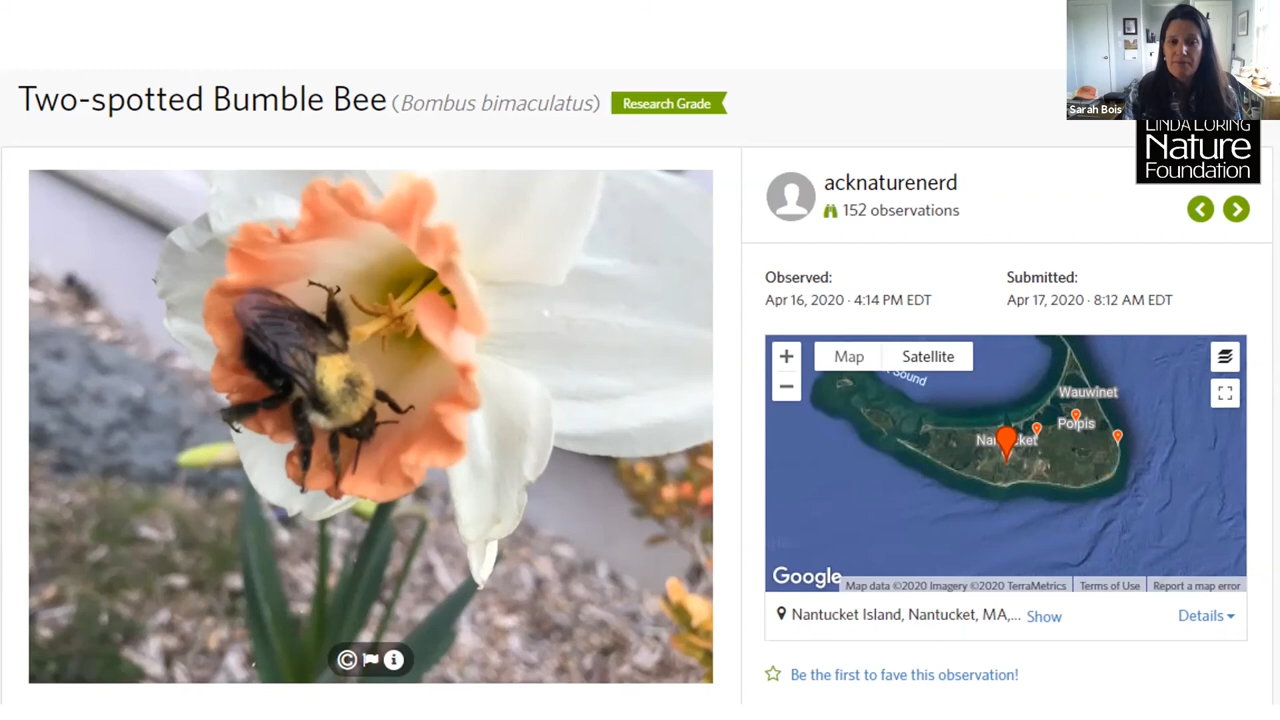 Sarah Bois
LINDA LORING
Nature
Foundation
Two-spotted Bumble Bee (Bombus bimaculatus) Research Grade
acknaturenerd
152 observations
Observed:
Apr 16, 2020 · 4:14 PM EDT
Submitted:
Apr 17, 2020 · 8:12 AM EDT
+
−
Map Satellite
Sound
Wauwinet
Polpis
Nantucket
Google
Map data ©2020 Imagery ©2020 TerraMetrics Terms of Use Report a map error
Nantucket Island, Nantucket, MA,... Show
Details
Be the first to fave this observation!